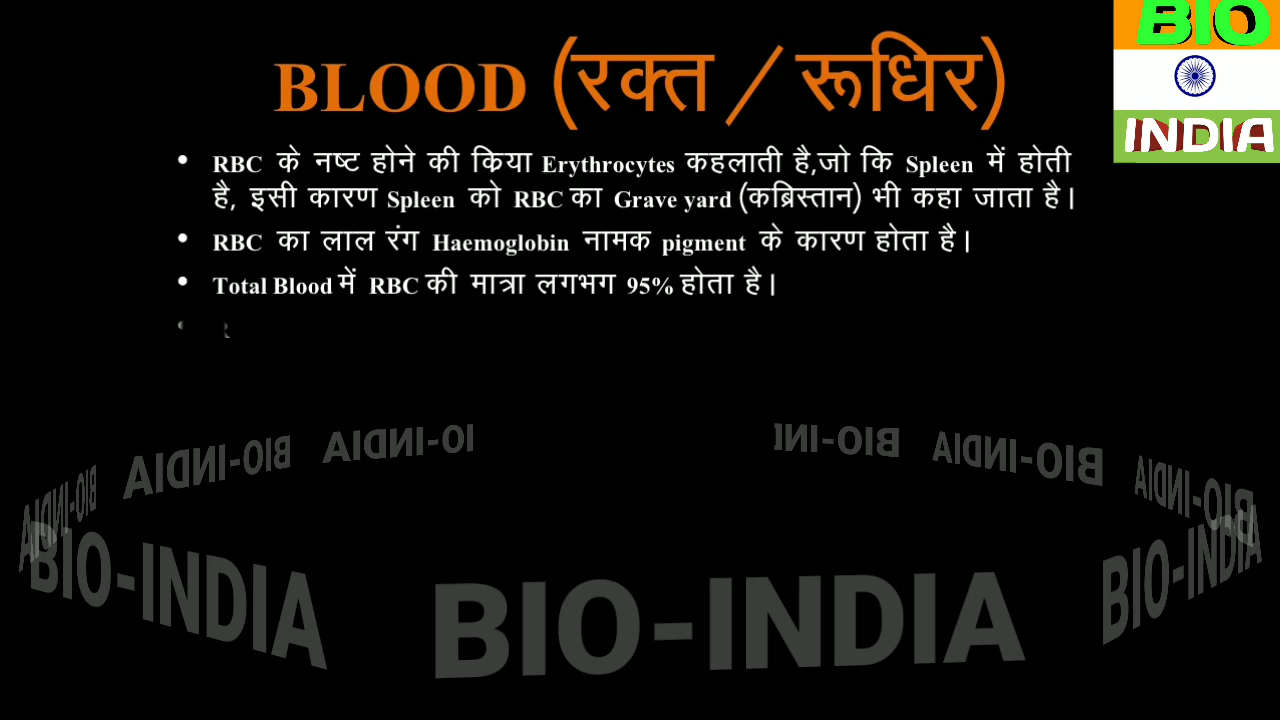 BIO
INDIA
BLOOD (रक्त / रूधिर)
• RBC के नष्ट होने की क्रिया Erythrocytes कहलाती है,जो कि Spleen में होती
है, इसी कारण Spleen को RBC का Grave yard (कब्रिस्तान) भी कहा जाता है।
• RBC का लाल रंग Haemoglobin नामक pigment के कारण होता है।
• Total Blood में RBC की मात्रा लगभग 95% होता है।
• R
BIO-INDIA BIO-INDIA BIO-INDIA BIO-INDIA BIO-INDIA
BIO-INDIA BIO-INDIA BIO-INDIA